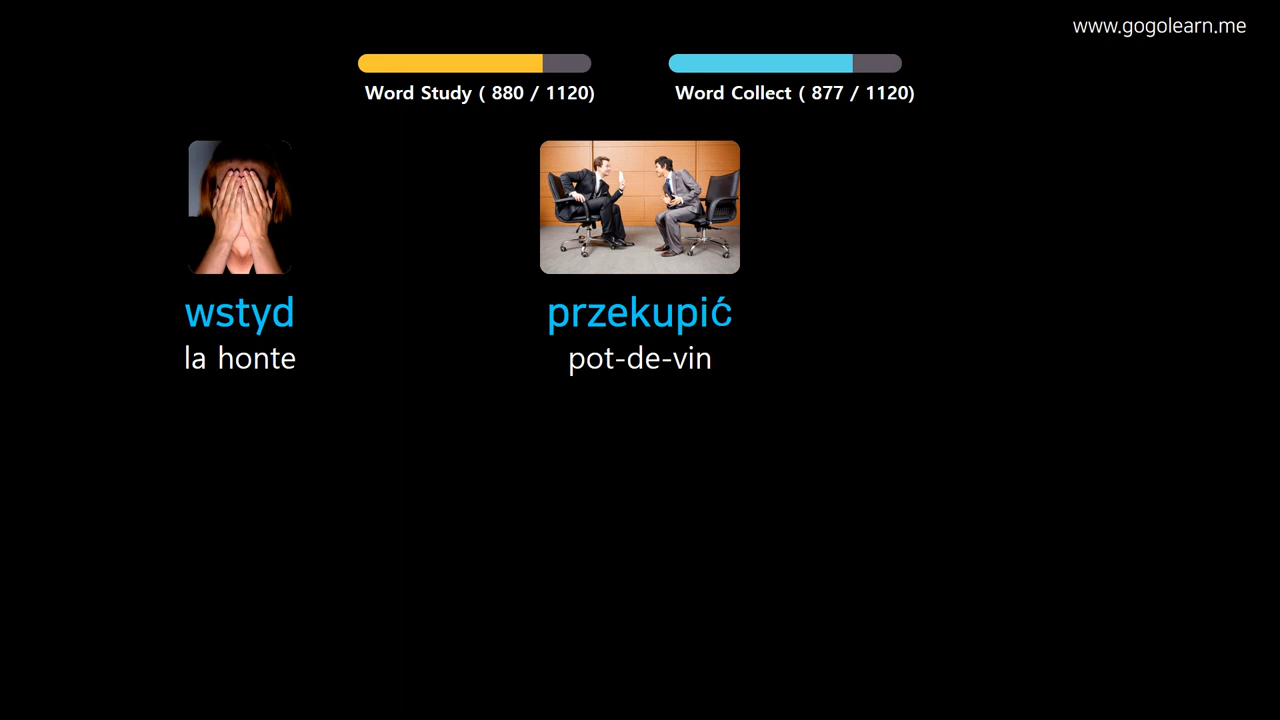 www.gogolearn.me
Word Study ( 880 / 1120)
Word Collect ( 877 / 1120)
wstyd
la honte
przekupić
pot-de-vin